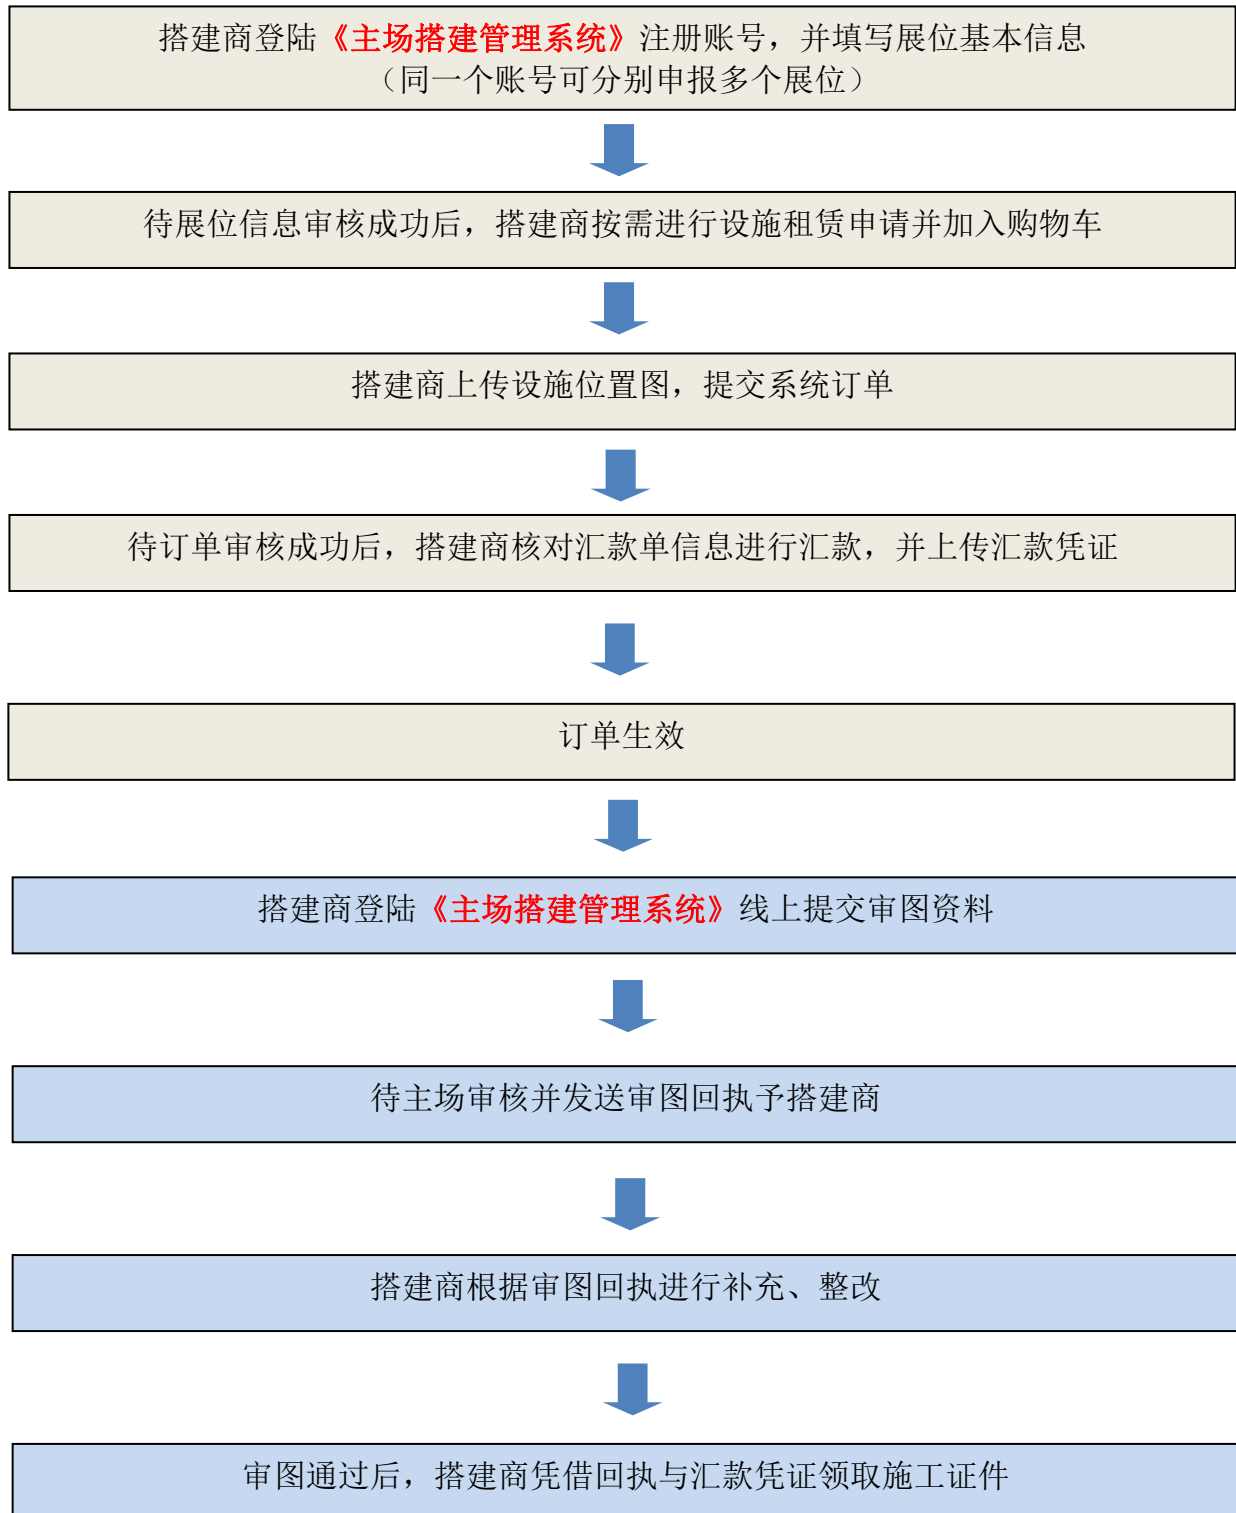 搭建商登陆《主场搭建管理系统》注册账号，并填写展位基本信息
（同一个账号可分别申报多个展位）
待展位信息审核成功后，搭建商按需进行设施租赁申请并加入购物车
搭建商上传设施位置图，提交系统订单
待订单审核成功后，搭建商核对汇款单信息进行汇款，并上传汇款凭证
订单生效
搭建商登陆《主场搭建管理系统》线上提交审图资料
待主场审核并发送审图回执予搭建商
搭建商根据审图回执进行补充、整改
审图通过后，搭建商凭借回执与汇款凭证领取施工证件